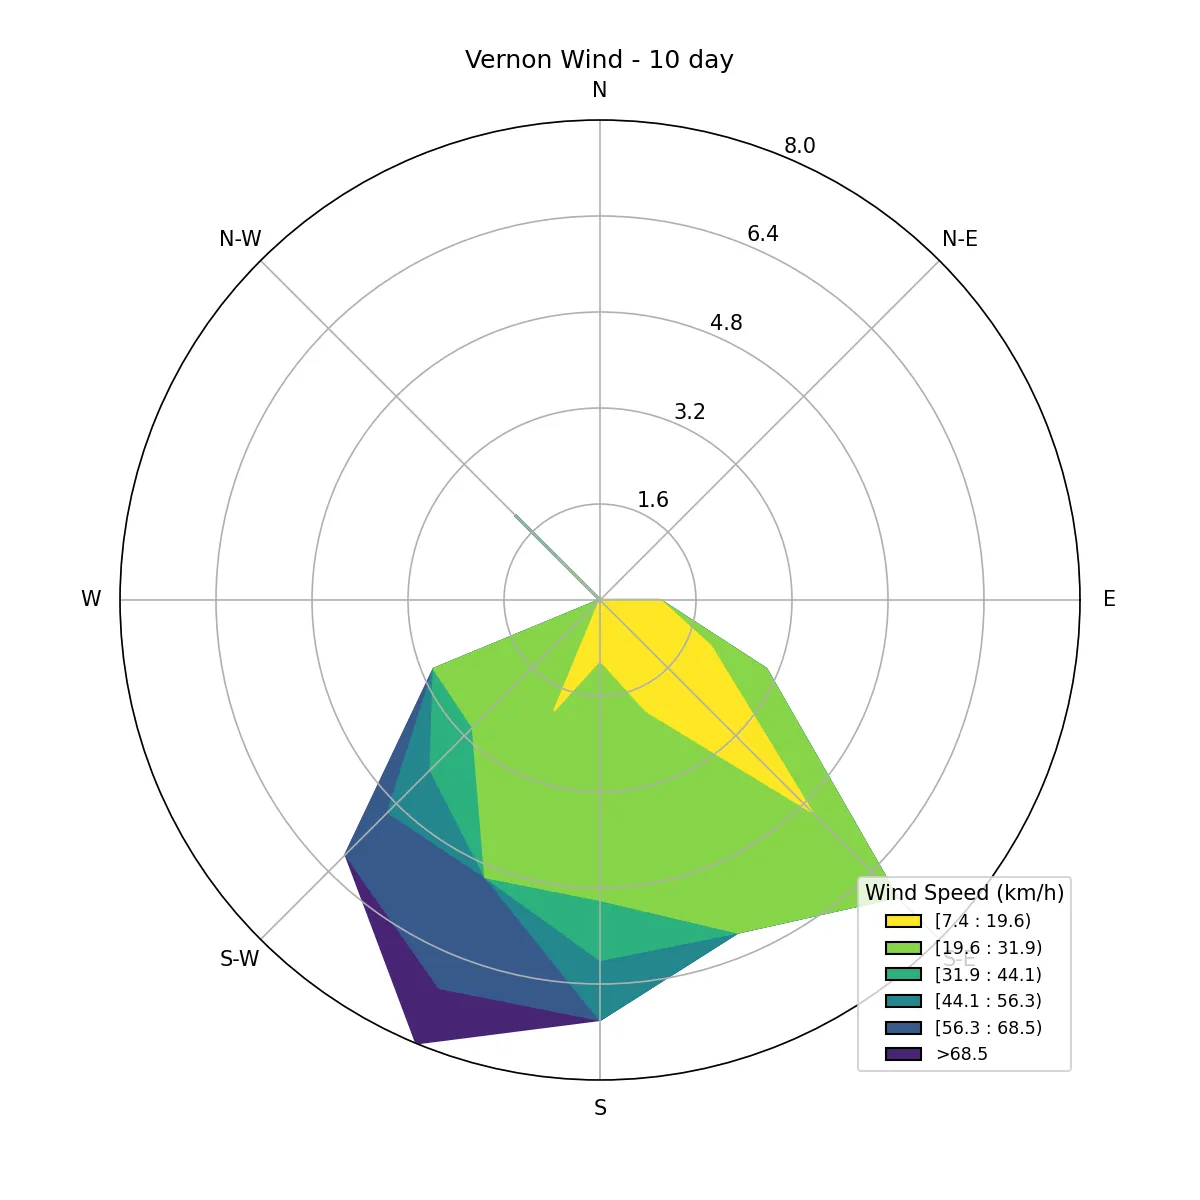 Vernon Wind - 10 day
N
8.0
N-W
6.4
N-E
4.8
3.2
1.6
W
E
Wind Speed (km/h)
[7.4 : 19.6)
[19.6 : 31.9)
S-W
S-E
[31.9 : 44.1)
[44.1 : 56.3)
[56.3 : 68.5)
>68.5
S